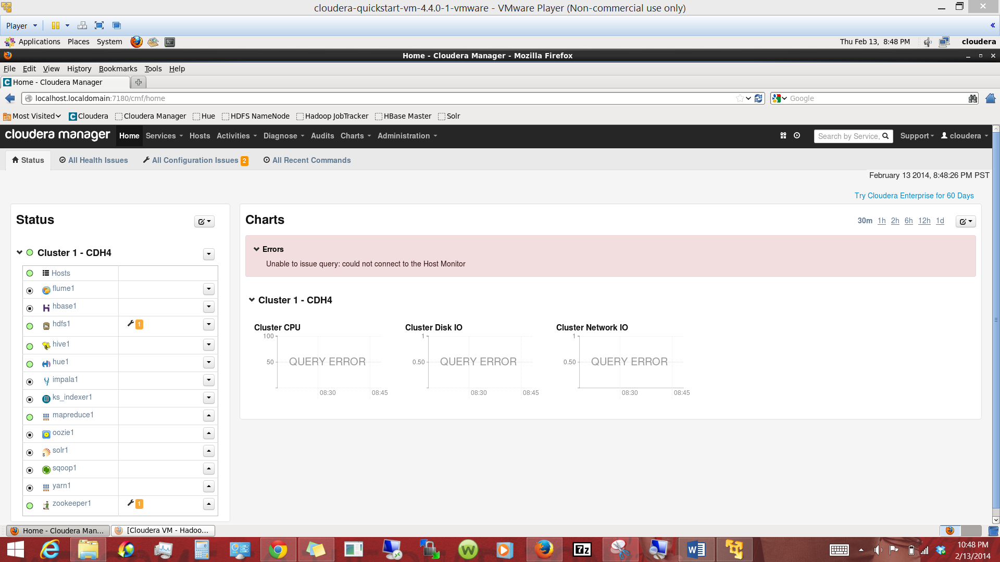 cloudera-quickstart-vm-4.4.0-1-vmware - VMware Player (Non-commercial use only)
Player
Applications Places System
Thu Feb 13, 8:48 PM
cloudera
Home - Cloudera Manager - Mozilla Firefox
File Edit View History Bookmarks Tools Help
Home - Cloudera Manager
localhost.localdomain:7180/cmf/home
Google
Most Visited Cloudera Cloudera Manager Hue HDFS NameNode Hadoop JobTracker HBase Master Solr
cloudera manager Home Services Hosts Activities Diagnose Audits Charts Administration
Search by Service, Support cloudera
Status All Health Issues All Configuration Issues 2 All Recent Commands
February 13 2014, 8:48:26 PM PST
Try Cloudera Enterprise for 60 Days
Status
Cluster 1 - CDH4
Hosts
flume1
hbase1
hdfs1 1
hive1
hue1
impala1
ks_indexer1
mapreduce1
oozie1
solr1
sqoop1
yarn1
zookeeper1 1
Charts
30m 1h 2h 6h 12h 1d
Errors
Unable to issue query: could not connect to the Host Monitor
Cluster 1 - CDH4
Cluster CPU
100
50
QUERY ERROR
08:30 08:45
Cluster Disk IO
1
0.50
QUERY ERROR
08:30 08:45
Cluster Network IO
1
0.50
QUERY ERROR
08:30 08:45
Home - Cloudera Man... [Cloudera VM - Hadoo...
7z
10:48 PM
2/13/2014